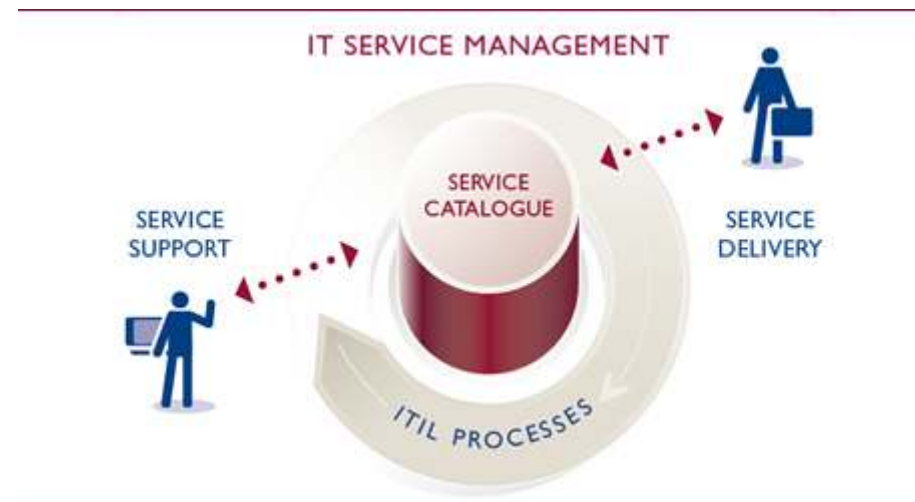 IT SERVICE MANAGEMENT
SERVICE
CATALOGUE
SERVICE
SUPPORT
SERVICE
DELIVERY
ITIL PROCESSES